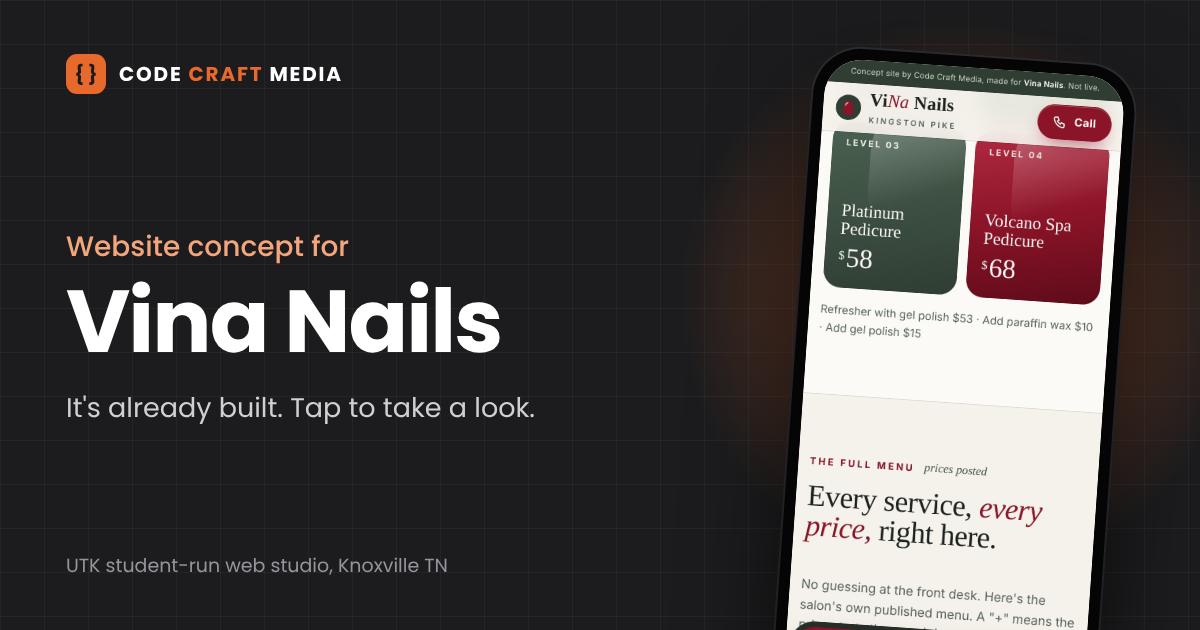 { } CODE CRAFT MEDIA
Website concept for
Vina Nails
It's already built. Tap to take a look.
UTK student-run web studio, Knoxville TN
Concept site by Code Craft Media, made for Vina Nails. Not live.
ViNa Nails
KINGSTON PIKE
Call
LEVEL 03
Platinum
Pedicure
$58
LEVEL 04
Volcano Spa
Pedicure
$68
Refresher with gel polish $53 · Add paraffin wax $10
· Add gel polish $15
THE FULL MENU prices posted
Every service, every
price, right here.
No guessing at the front desk. Here's the
salon's own published menu. A "+" means the